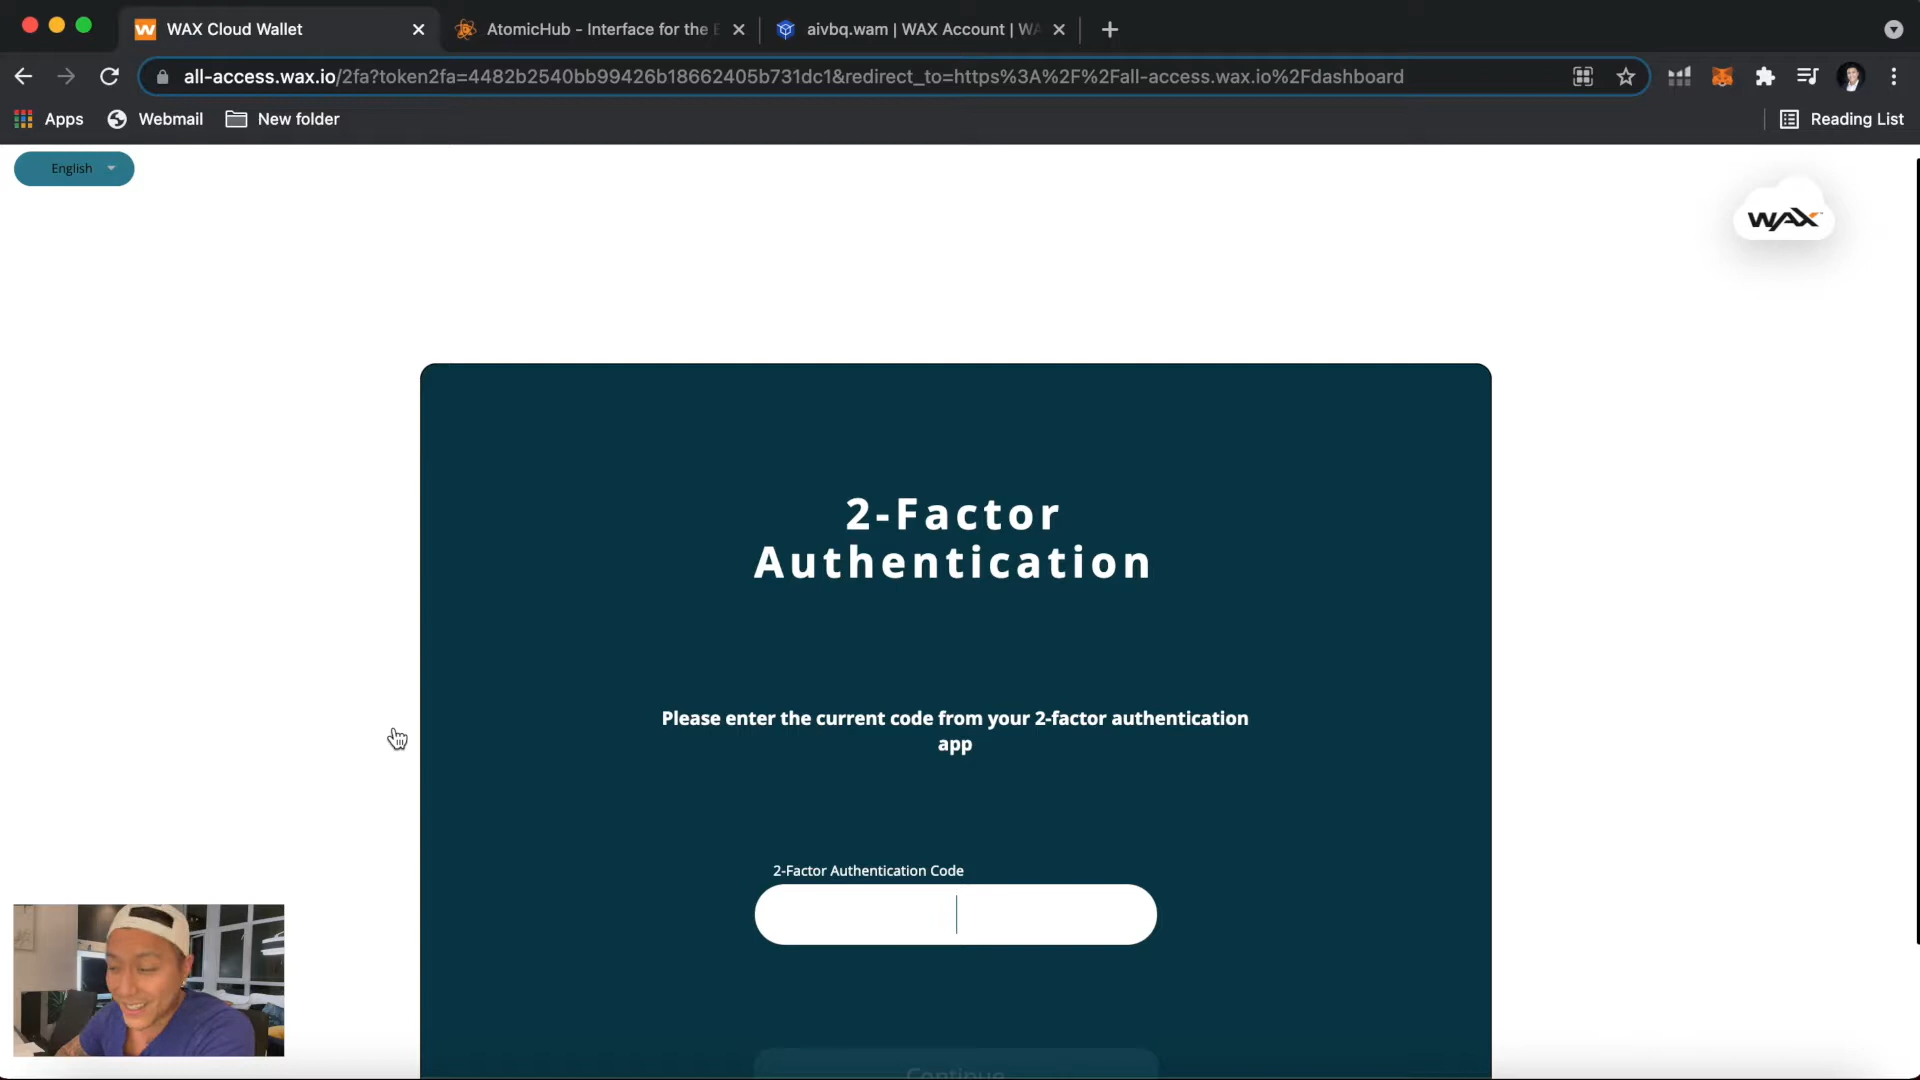 WAX Cloud Wallet
AtomicHub - Interface for the
aivbq.wam | WAX Account | WA
all-access.wax.io/2fa?token2fa=4482b2540bb99426b18662405b731dc1&redirect_to=https%3A%2F%2Fall-access.wax.io%2Fdashboard
Apps
Webmail
New folder
Reading List
English
WAX
2-Factor
Authentication
Please enter the current code from your 2-factor authentication
app
2-Factor Authentication Code
Continue